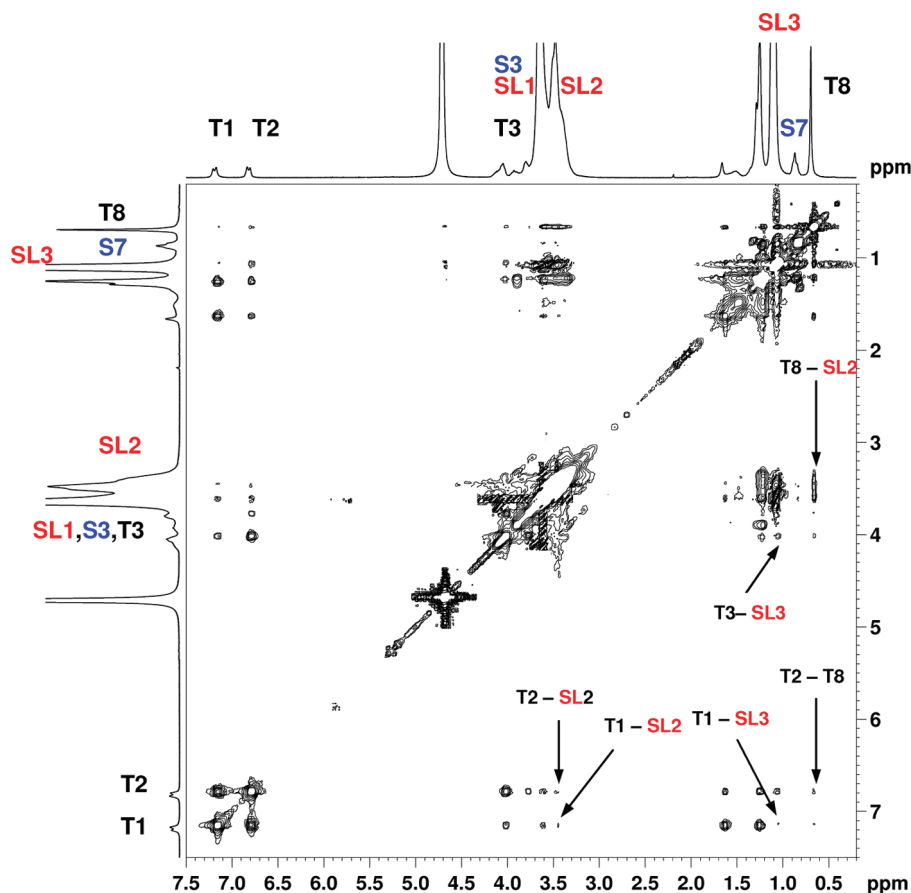 SL3
S3
SL1 SL2
T8
T1 T2 T3 S7
ppm
T8
S7
SL3
1
2
T8 – SL2
3
SL2
SL1,S3,T3
4
T3– SL3
5
T2 – SL2
T1 – SL2
T1 – SL3
T2 – T8
6
T2
T1
7
7.5 7.0 6.5 6.0 5.5 5.0 4.5 4.0 3.5 3.0 2.5 2.0 1.5 1.0 0.5 ppm